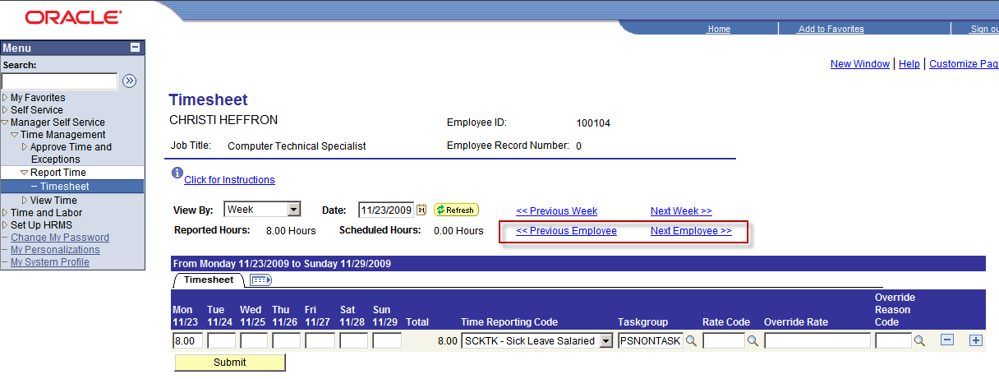 ORACLE®
Home
Add to Favorites
Sign ou
Menu
Search:
New Window | Help | Customize Pag
My Favorites
Self Service
Manager Self Service
Time Management
Approve Time and
Exceptions
Report Time
– Timesheet
View Time
Time and Labor
Set Up HRMS
– Change My Password
– My Personalizations
– My System Profile
Timesheet
CHRISTI HEFFRON
Employee ID: 100104
Job Title: Computer Technical Specialist
Employee Record Number: 0
Click for Instructions
View By: Week Date: 11/23/2009 31 Refresh << Previous Week Next Week >>
Reported Hours: 8.00 Hours Scheduled Hours: 0.00 Hours << Previous Employee Next Employee >>
From Monday 11/23/2009 to Sunday 11/29/2009
Timesheet
Mon 11/23
Tue 11/24
Wed 11/25
Thu 11/26
Fri 11/27
Sat 11/28
Sun 11/29
Total
Time Reporting Code
Taskgroup
Rate Code
Override Rate
Override
Reason
Code
8.00 8.00 SCKTK - Sick Leave Salaried PSNONTASK
Submit